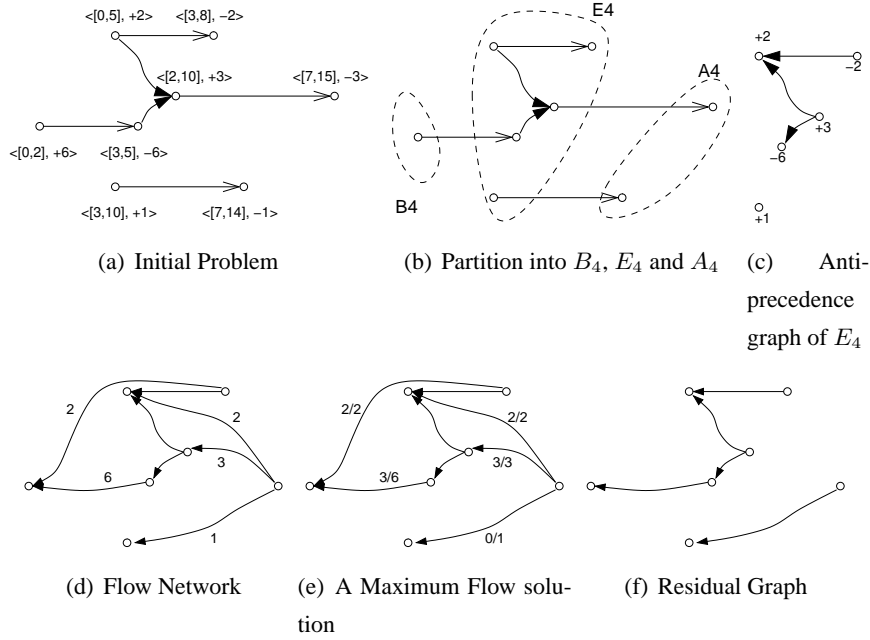 <[0,5], +2>
<[3,8], −2>
<[2,10], +3>
<[7,15], −3>
<[0,2], +6>
<[3,5], −6>
<[3,10], +1>
<[7,14], −1>
E4
A4
B4
+2
−2
+3
−6
+1
(a) Initial Problem
(b) Partition into B4, E4 and A4
(c) Anti-
precedence
graph of E4
2
2
6
3
1
2/2
2/2
3/6
3/3
0/1
(d) Flow Network
(e) A Maximum Flow solu-
tion
(f) Residual Graph